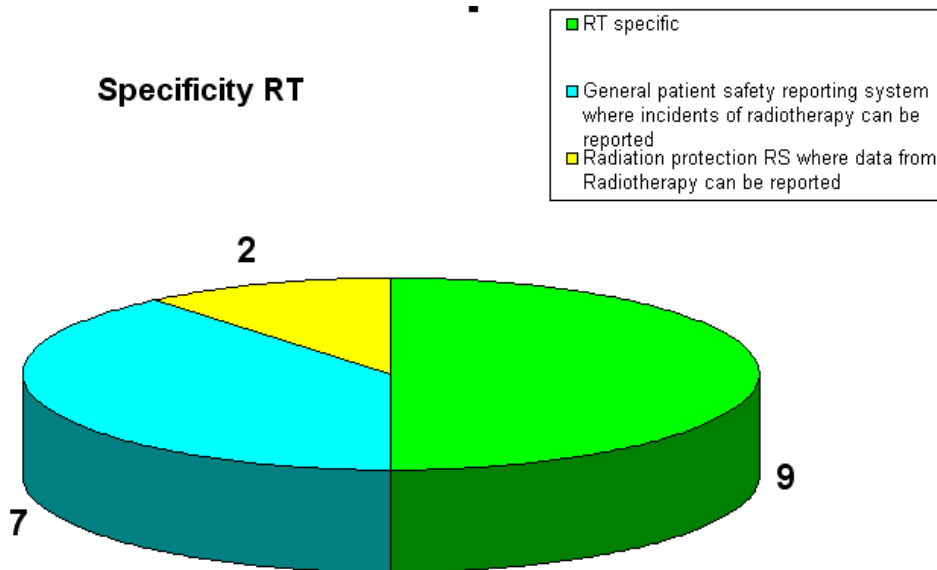 Specificity RT
RT specific
General patient safety reporting system
where incidents of radiotherapy can be
reported
Radiation protection RS where data from
Radiotherapy can be reported
2
9
7